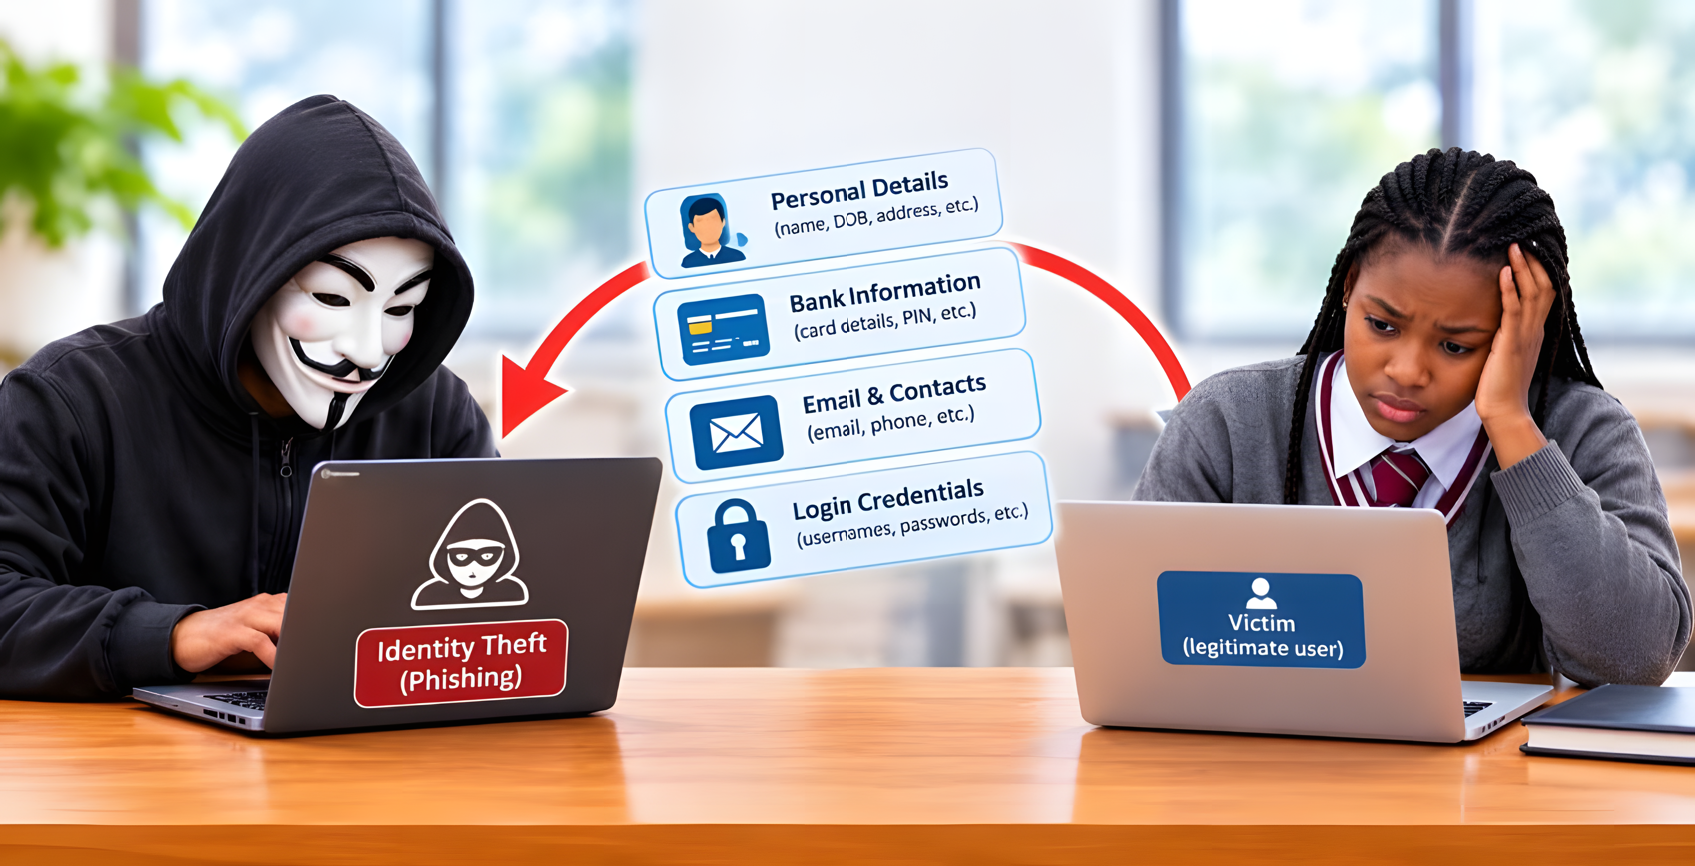 Personal Details
(name, DOB, address, etc.)
Bank Information
(card details, PIN, etc.)
Email & Contacts
(email, phone, etc.)
Login Credentials
(usernames, passwords, etc.)
Identity Theft
(Phishing)
Victim
(legitimate user)